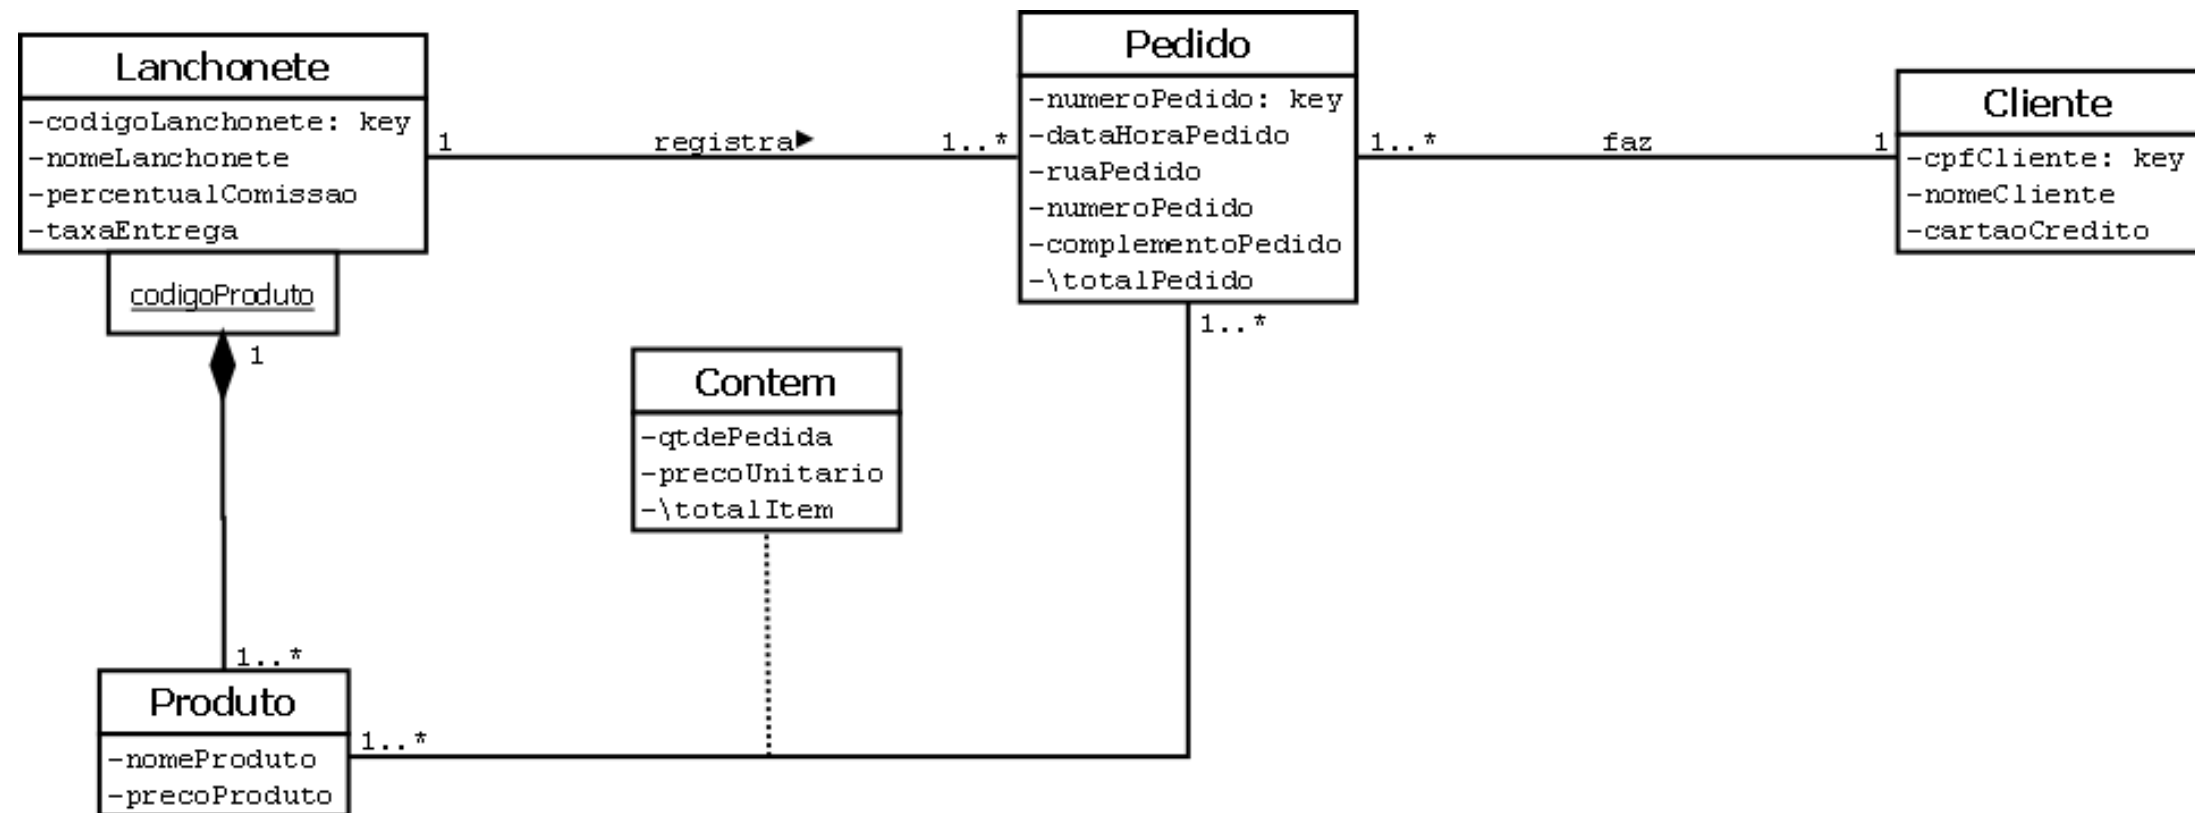 Lanchonete
-codigoLanchonete: key
-nomeLanchonete
-percentualComissao
-taxaEntrega
codigoProduto
1
1..*
1
registra▶
1..*
Pedido
-numeroPedido: key
-dataHoraPedido
-ruaPedido
-numeroPedido
-complementoPedido
-\totalPedido
1..*
1..*
faz
1
Cliente
-cpfCliente: key
-nomeCliente
-cartaoCredito
Contem
-qtdePedida
-precoUnitario
-\totalItem
Produto
-nomeProduto
-precoProduto
1..*